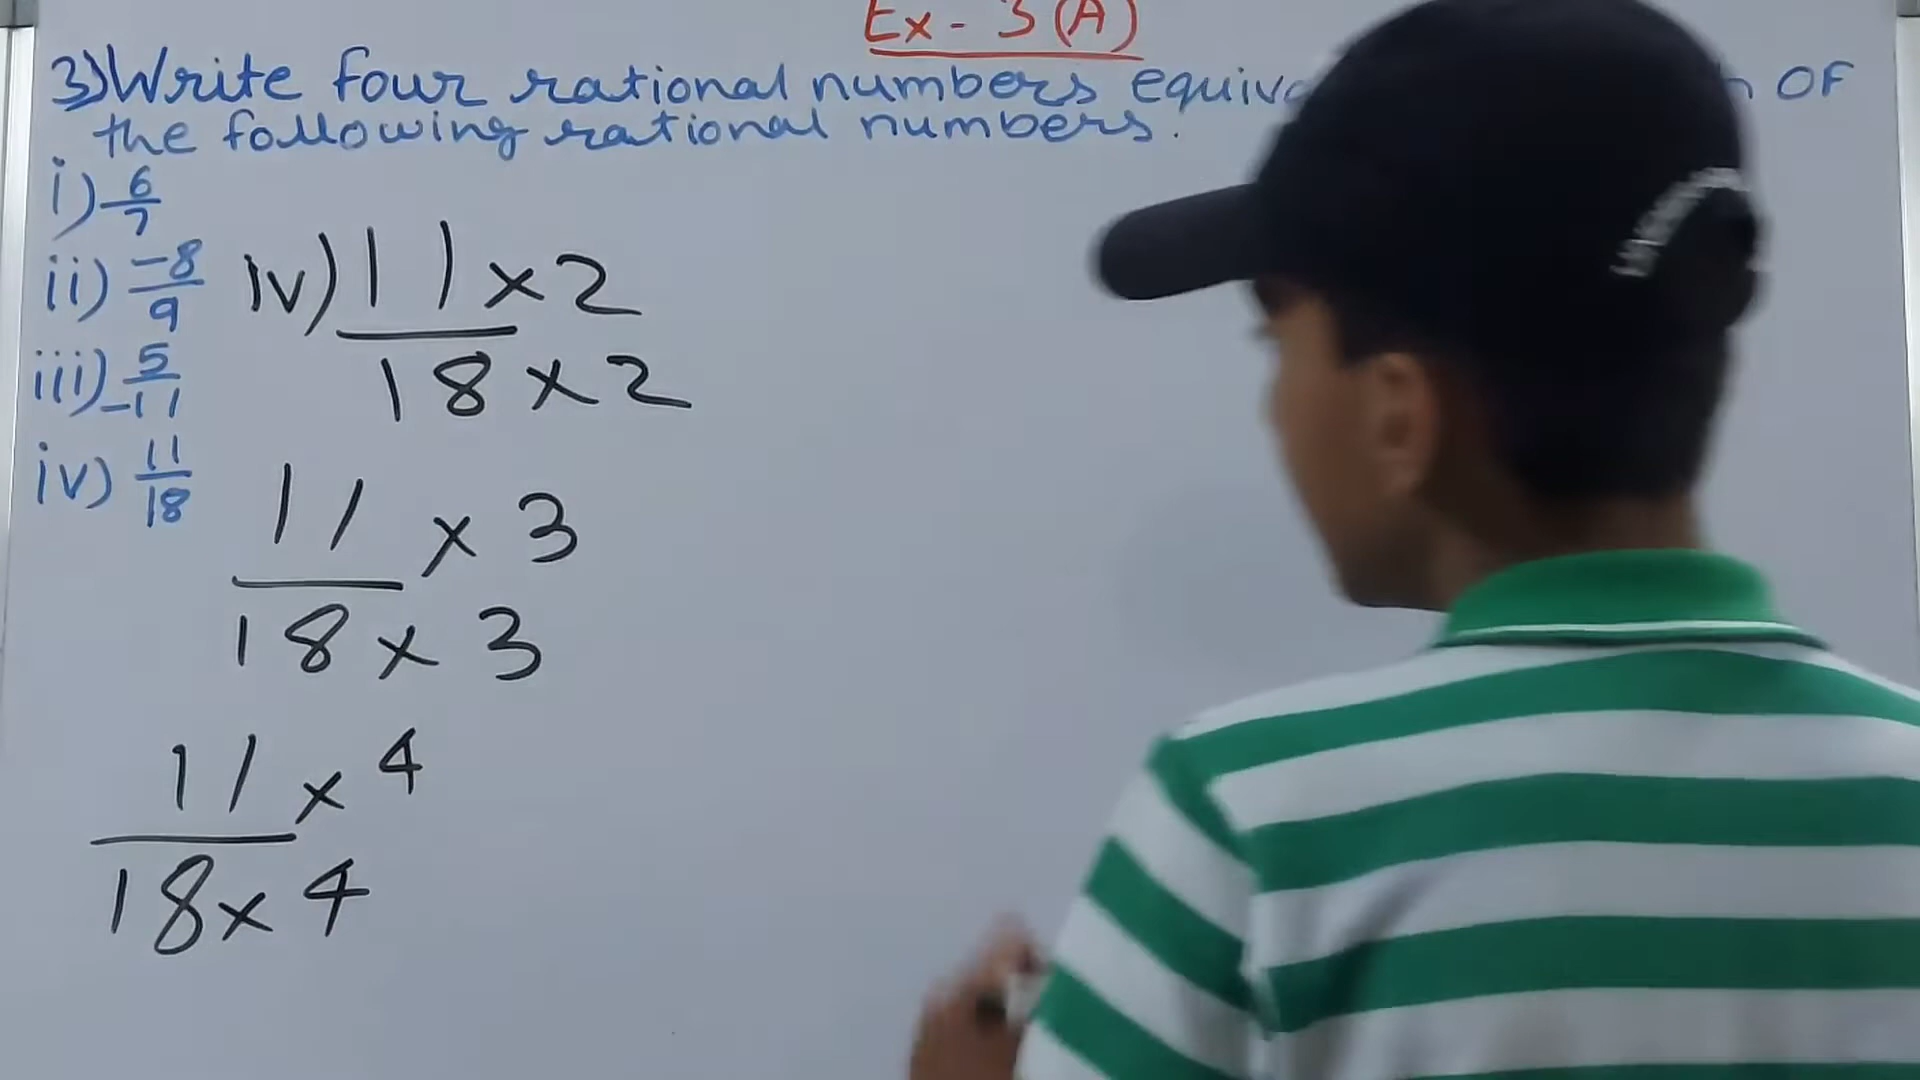 Ex - 3 (A)
3) Write four rational numbers of
the following rational numbers.
i) 6/7
ii) -8/9
iii) 5/-11
iv) 11/18
iv) 11 x 2
18 x 2
11 x 3
18 x 3
11 x 4
18 x 4